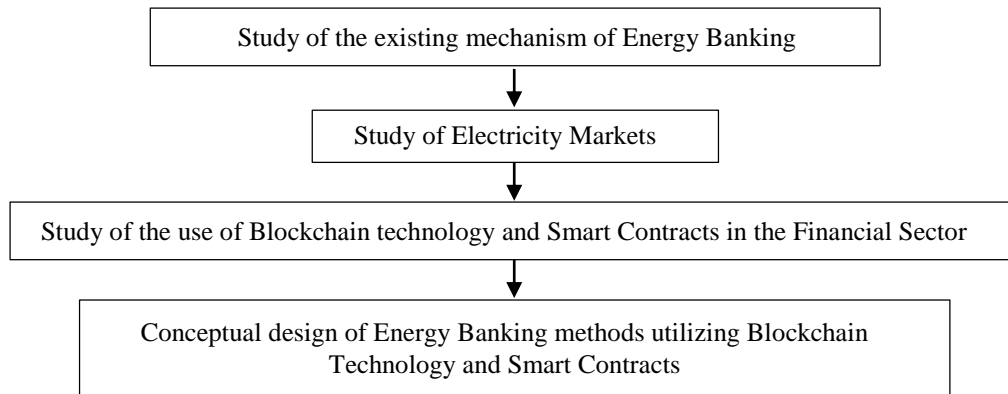 Study of the existing mechanism of Energy Banking
Study of Electricity Markets
Study of the use of Blockchain technology and Smart Contracts in the Financial Sector
Conceptual design of Energy Banking methods utilizing Blockchain
Technology and Smart Contracts